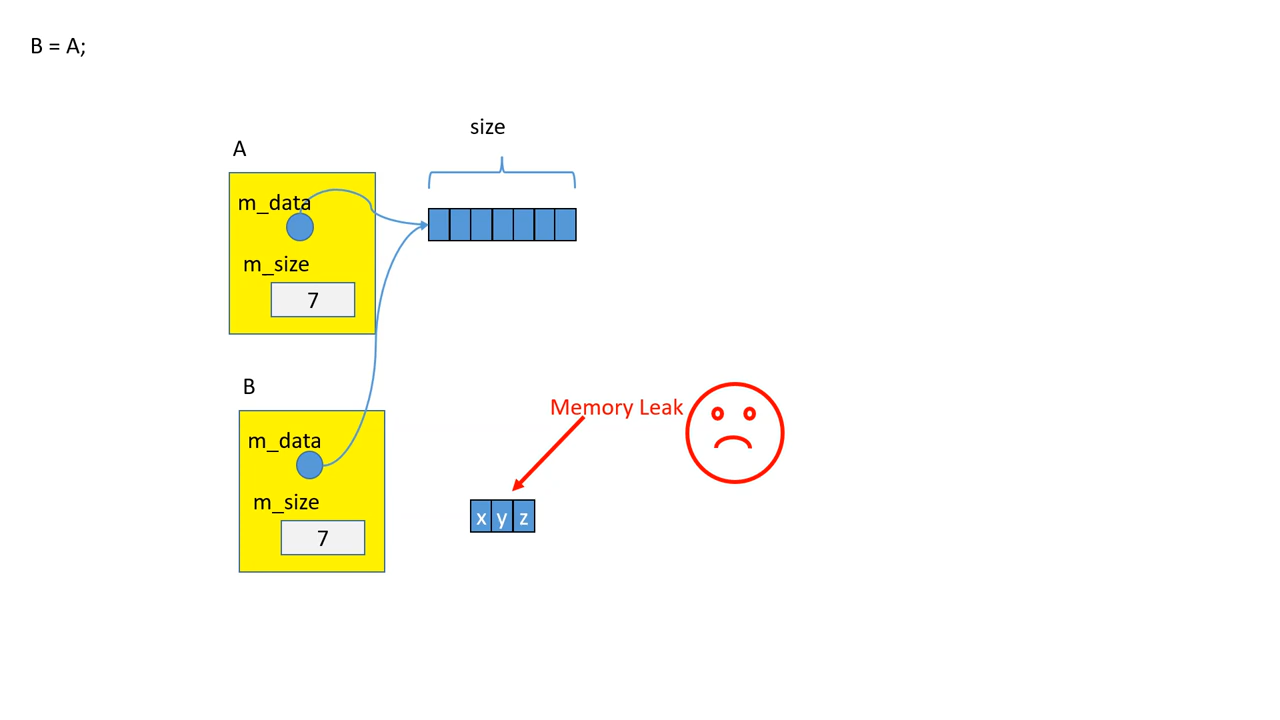 B = A;
size
A
m_data
m_size
7
B
m_data
m_size
7
Memory Leak
x y z